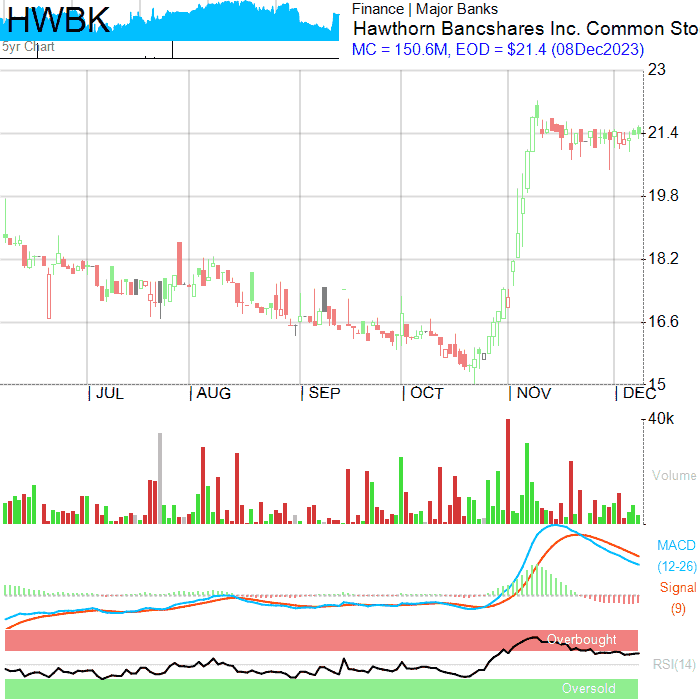 HWBK
5yr Chart
Finance | Major Banks
Hawthorn Bancshares Inc. Common Sto
MC = 150.6M, EOD = $21.4 (08Dec2023)
23
21.4
19.8
18.2
16.6
15
JUL AUG SEP OCT NOV DEC
40k
Volume
MACD
(12-26)
Signal
(9)
Overbought
RSI(14)
Oversold